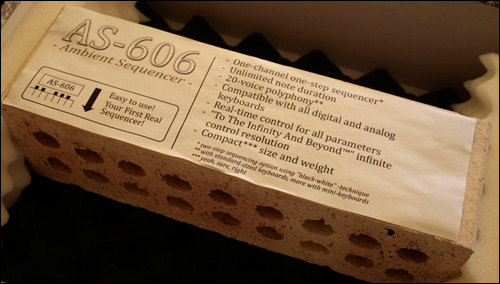 AS-606
- Ambient Sequencer -
AS-606
Easy to use!
Your First Real
Sequencer!
- One-channel one-step sequencer*
- Unlimited note duration
- 20-voice polyphony**
- Compatible with all digital and analog
keyboards
- Real-time control for all parameters
- "To The Infinity And Beyond™" infinite
control resolution
- Compact*** size and weight
* two-step sequencing option using "black-white" -technique
** with standard-sized keyboards, more with mini-keyboards
*** yeah, sure, right